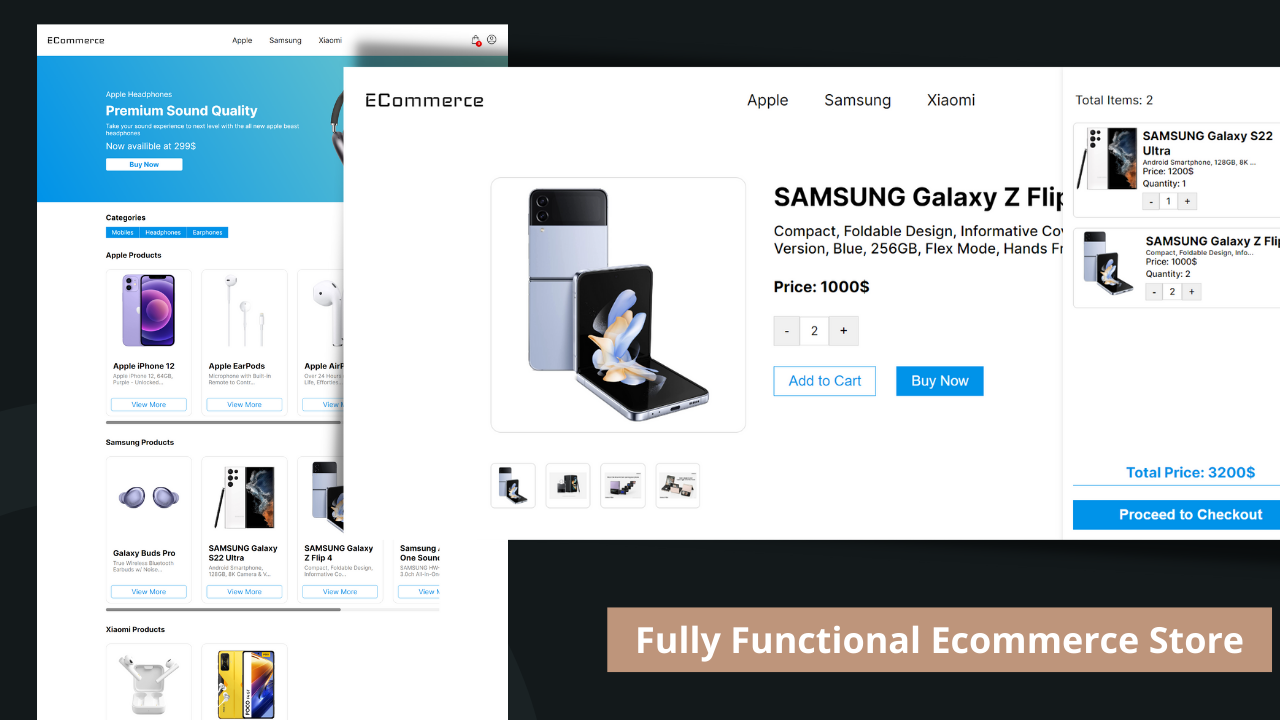 ECommerce
Apple Samsung Xiaomi
Apple Headphones
Premium Sound Quality
Take your sound experience to next level with the all new apple beast
headphones
Now availible at 299$
Buy Now
Categories
Mobiles Headphones Earphones
Apple Products
Apple iPhone 12
Apple iPhone 12, 64GB,
Purple - Unlocked...
View More
Apple EarPods
Microphone with Built-in
Remote to Contr...
View More
Apple AirP
Over 24 Hours
Life, Effortles
View M
Samsung Products
Galaxy Buds Pro
True Wireless Bluetooth
Earbuds w/ Noise...
View More
SAMSUNG Galaxy
S22 Ultra
Android Smartphone,
128GB, 8K Camera & V...
View More
SAMSUNG Galaxy
Z Flip 4
Compact, Foldable Design,
Informative Co...
View More
Samsung
One Soun
SAMSUNG HW-
3.0ch All-in-On
View M
Xiaomi Products
POCO
ECommerce
Apple Samsung Xiaomi
SAMSUNG Galaxy Z Flip
Compact, Foldable Design, Informative Cov
Version, Blue, 256GB, Flex Mode, Hands Fr
Price: 1000$
- 2 +
Add to Cart Buy Now
Total Items: 2
SAMSUNG Galaxy S22
Ultra
Android Smartphone, 128GB, 8K ...
Price: 1200$
Quantity: 1
- 1 +
SAMSUNG Galaxy Z Flip
Compact, Foldable Design, Info...
Price: 1000$
Quantity: 2
- 2 +
Total Price: 3200$
Proceed to Checkout
Fully Functional Ecommerce Store